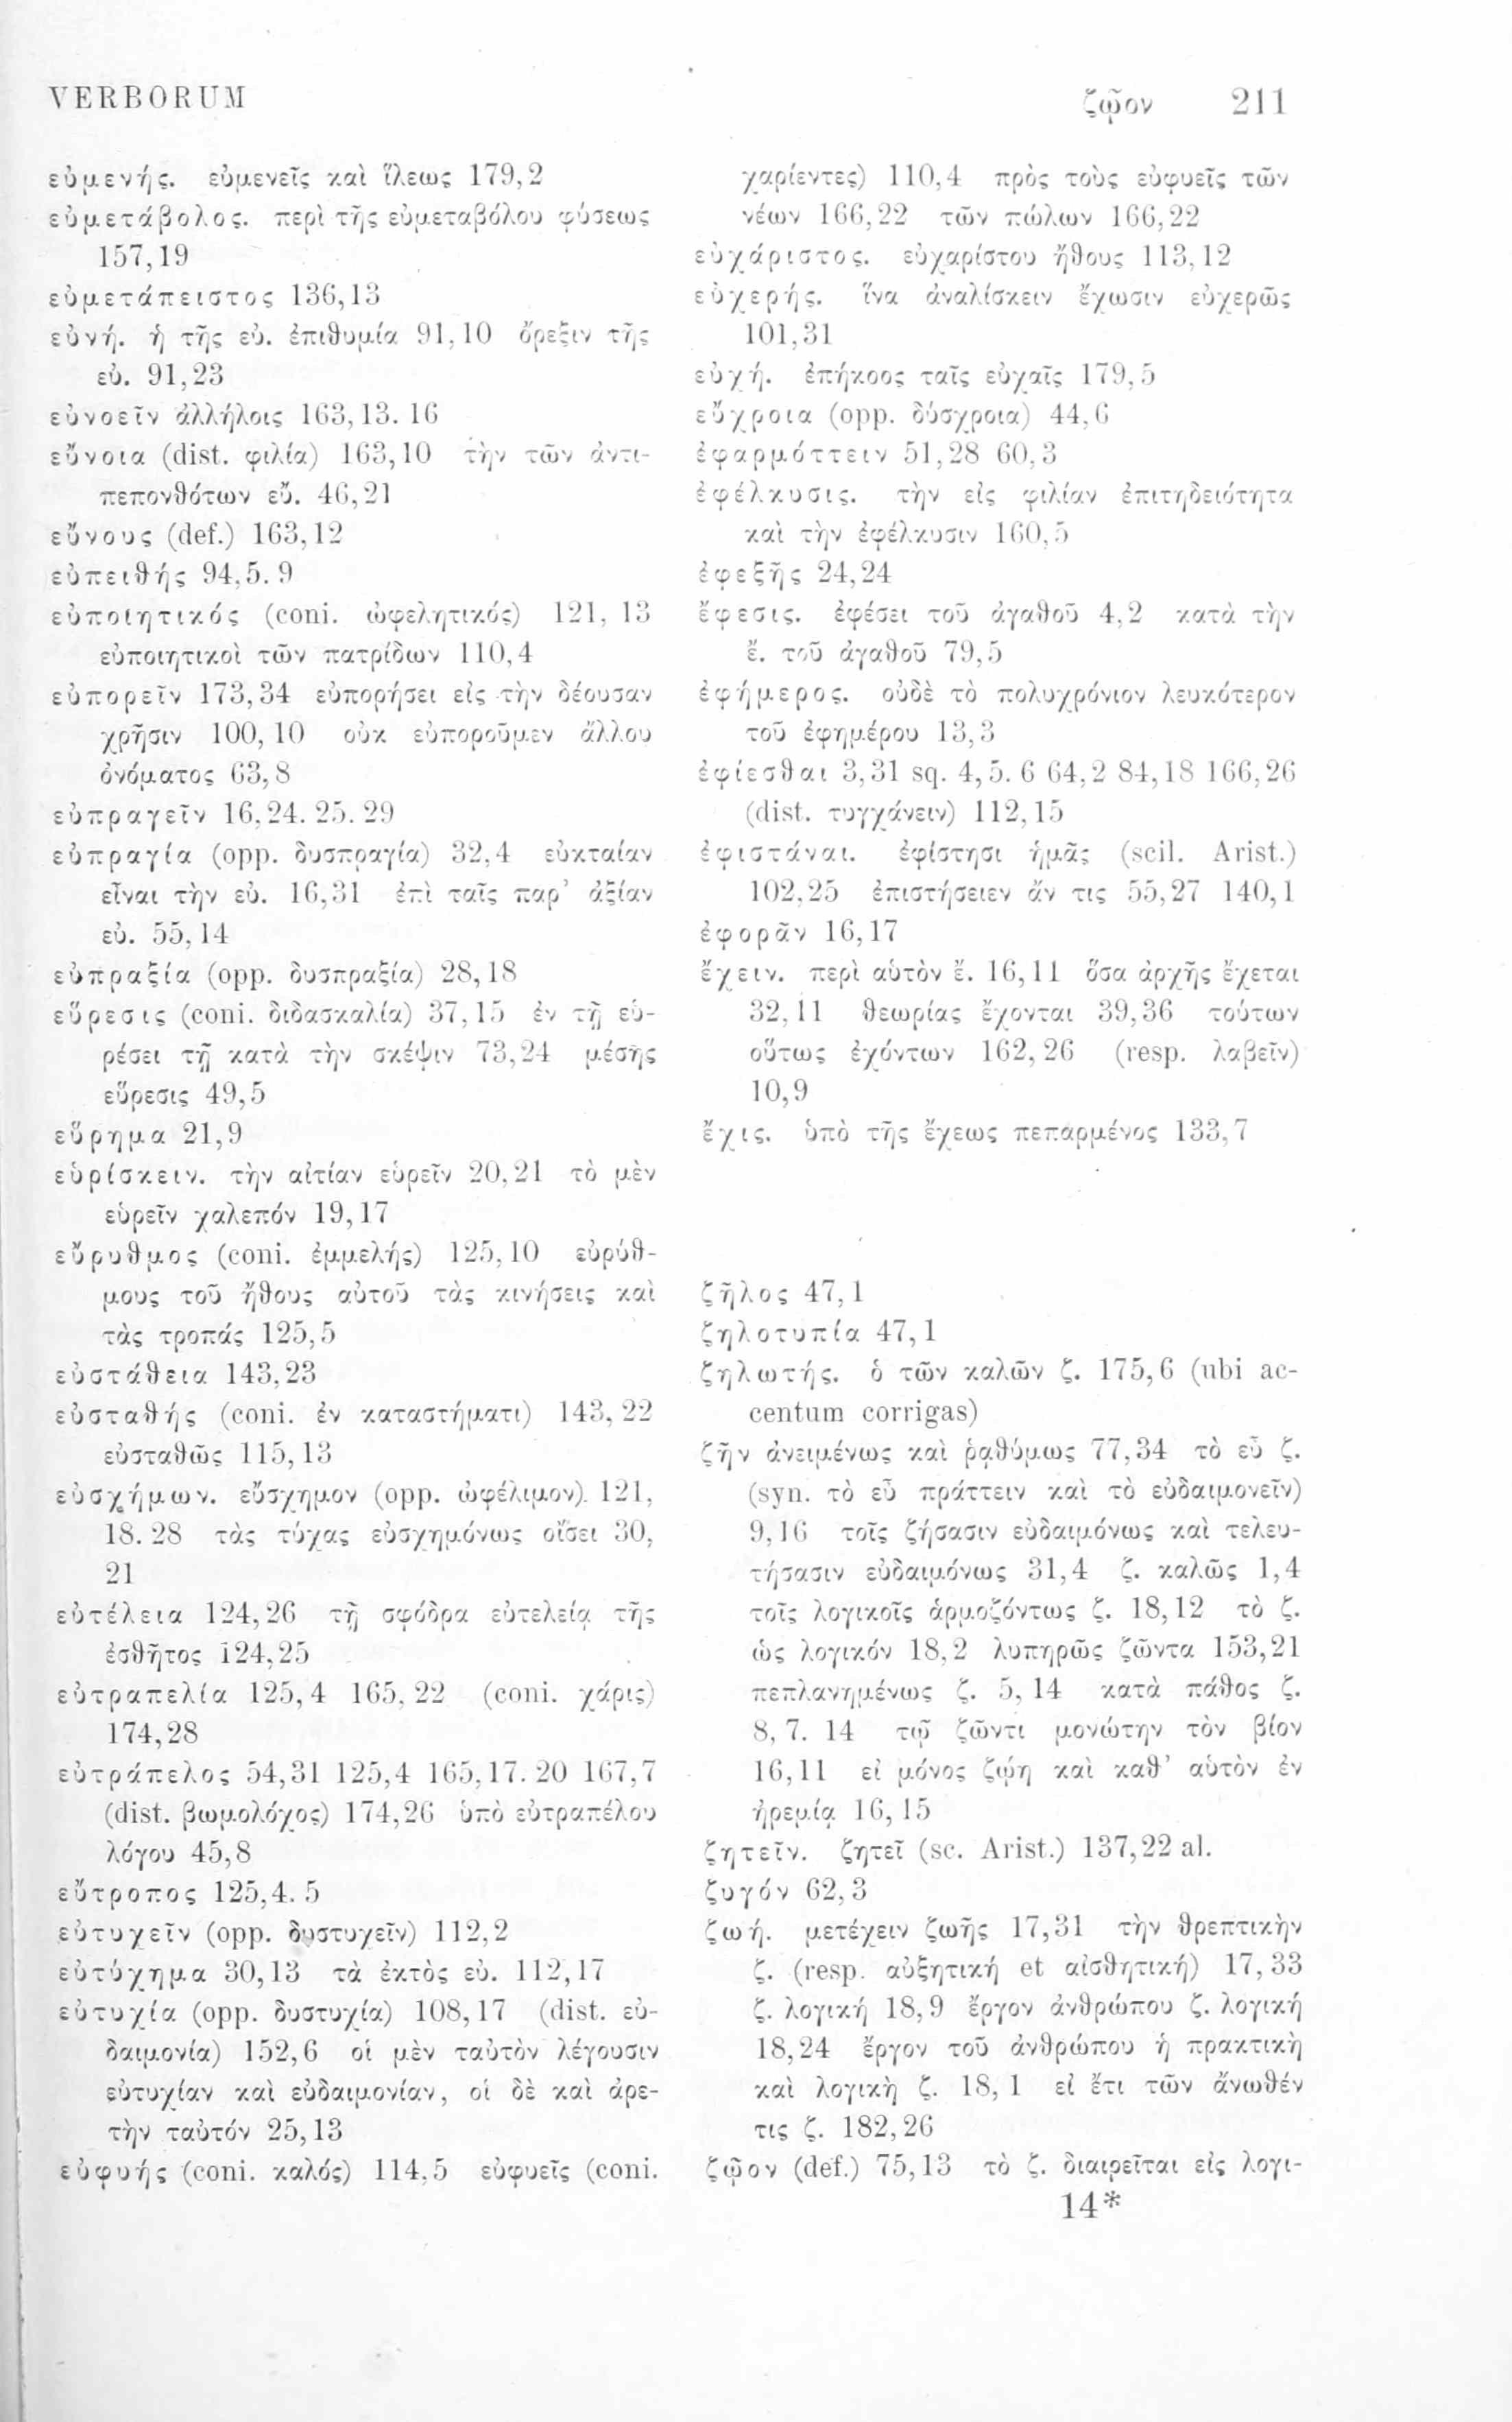 VERBORUM
ζῷον 211
εὐμενής. εὐμενεῖς καὶ ἵλεως 179,2
εὐμετάβολος. περὶ τῆς εὐμεταβόλου φύσεως
157,19
εὐμετάπειστος 136,13
εὐνή. ἡ τῆς εὐ. ἐπιθυμία 91,10 ὄρεξιν τῆς
εὐ. 91,23
εὐνοεῖν ἀλλήλοις 163,13. 16
εὔνοια (dist. φιλία) 163,10 τὴν τῶν ἀντι-
πεπονθότων εὔ. 46,21
εὔνους (def.) 163,12
εὐπειθής 94,5. 9
εὐποιητικός (coni. ὠφελητικός) 121, 13
εὐποιητικοὶ τῶν πατρίδων 110,4
εὐπορεῖν 173,34 εὐπορήσει εἰς τὴν δέουσαν
χρῆσιν 100, 10 οὐκ εὐποροῦμεν ἄλλου
ὀνόματος 63,8
εὐπραγεῖν 16,24. 25. 29
εὐπραγία (opp. δυσπραγία) 32,4 εὐκταίαν
εἶναι τὴν εὐ. 16,31 ἐπὶ ταῖς παρ’ ἀξίαν
εὐ. 55,14
εὐπραξία (opp. δυσπραξία) 28,18
εὕρεσις (coni. διδασκαλία) 37,15 ἐν τῇ εὑ-
ρέσει τῇ κατὰ τὴν σκέψιν 73,24 μέσης
εὕρεσις 49,5
εὕρημα 21,9
εὑρίσκειν. τὴν αἰτίαν εὑρεῖν 20,21 τὸ μὲν
εὑρεῖν χαλεπόν 19,17
εὔρυθμος (coni. ἐμμελής) 125,10 εὐρύθ-
μους τοῦ ἤθους αὐτοῦ τὰς κινήσεις καὶ
τὰς τροπάς 125,5
εὐστάθεια 143,23
εὐσταθής (coni. ἐν καταστήματι) 143, 22
εὐσταθῶς 115,13
εὐσχήμων. εὔσχημον (opp. ὠφέλιμον). 121,
18. 28 τὰς τύχας εὐσχημόνως οἴσει 30,
21
εὐτέλεια 124,26 τῇ σφόδρα εὐτελείᾳ τῆς
ἐσθῆτος 124,25
εὐτραπελία 125,4 165, 22 (coni. χάρις)
174,28
εὐτράπελος 54,31 125,4 165,17. 20 167,7
(dist. βωμολόχος) 174,26 ὑπὸ εὐτραπέλου
λόγου 45,8
εὔτροπος 125,4. 5
εὐτυχεῖν (opp. δυστυχεῖν) 112,2
εὐτύχημα 30,13 τὰ ἐκτὸς εὐ. 112,17
εὐτυχία (opp. δυστυχία) 108,17 (dist. εὐ-
δαιμονία) 152,6 οἱ μὲν ταὐτὸν λέγουσιν
εὐτυχίαν καὶ εὐδαιμονίαν, οἱ δὲ καὶ ἀρε-
τὴν ταὐτόν 25,13
εὐφυής (coni. καλός) 114,5 εὐφυεῖς (coni.
χαρίεντες) 110,4 πρὸς τοὺς εὐφυεῖς τῶν
νέων 166,22 τῶν πώλων 166,22
εὐχάριστος. εὐχαρίστου ἤθους 113,12
εὐχερής. ἵνα ἀναλίσκειν ἔχωσιν εὐχερῶς
101,31
εὐχή. ἐπήκοος ταῖς εὐχαῖς 179,5
εὔχροια (opp. δύσχροια) 44,6
ἐφαρμόττειν 51,28 60,3
ἐφέλκυσις. τὴν εἰς φιλίαν ἐπιτηδειότητα
καὶ τὴν ἐφέλκυσιν 160,5
ἐφεξῆς 24,24
ἔφεσις. ἐφέσει τοῦ ἀγαθοῦ 4,2 κατὰ τὴν
ἔ. τοῦ ἀγαθοῦ 79,5
ἐφήμερος. οὐδὲ τὸ πολυχρόνιον λευκότερον
τοῦ ἐφημέρου 13,3
ἐφίεσθαι 3,31 sq. 4,5. 6 64,2 84,18 166,26
(dist. τυγχάνειν) 112,15
ἐφιστάναι. ἐφίστησι ἡμᾶς (scil. Arist.)
102,25 ἐπιστήσειεν ἄν τις 55,27 140,1
ἐφορᾶν 16,17
ἔχειν. περὶ αὑτὸν ἔ. 16,11 ὅσα ἀρχῆς ἔχεται
32,11 θεωρίας ἔχονται 39,36 τούτων
οὕτως ἐχόντων 162, 26 (resp. λαβεῖν)
10,9
ἔχις. ὑπὸ τῆς ἔχεως πεπαρμένος 133,7
ζῆλος 47,1
ζηλοτυπία 47,1
ζηλωτής. ὁ τῶν καλῶν ζ. 175,6 (ubi ac-
centum corrigas)
ζῆν ἀνειμένως καὶ ῥᾳθύμως 77,34 τὸ εὖ ζ.
(syn. τὸ εὖ πράττειν καὶ τὸ εὐδαιμονεῖν)
9,16 τοῖς ζήσασιν εὐδαιμόνως καὶ τελευ-
τήσασιν εὐδαιμόνως 31,4 ζ. καλῶς 1,4
τοῖς λογικοῖς ἁρμοζόντως ζ. 18,12 τὸ ζ.
ὡς λογικόν 18,2 λυπηρῶς ζῶντα 153,21
πεπλανημένως ζ. 5, 14 κατὰ πάθος ζ.
8, 7. 14 τῷ ζῶντι μονώτην τὸν βίον
16,11 εἰ μόνος ζῴη καὶ καθ’ αὑτὸν ἐν
ἠρεμίᾳ 16, 15
ζητεῖν. ζητεῖ (sc. Arist.) 137,22 al.
ζυγόν 62,3
ζωή. μετέχειν ζωῆς 17,31 τὴν θρεπτικὴν
ζ. (resp. αὐξητική et αἰσθητική) 17,33
ζ. λογική 18,9 ἔργον ἀνθρώπου ζ. λογική
18,24 ἔργον τοῦ ἀνθρώπου ἡ πρακτικὴ
καὶ λογικὴ ζ. 18, 1 εἰ ἔτι τῶν ἄνωθέν
τις ζ. 182,26
ζῷον (def.) 75,13 τὸ ζ. διαιρεῖται εἰς λογι-
14*